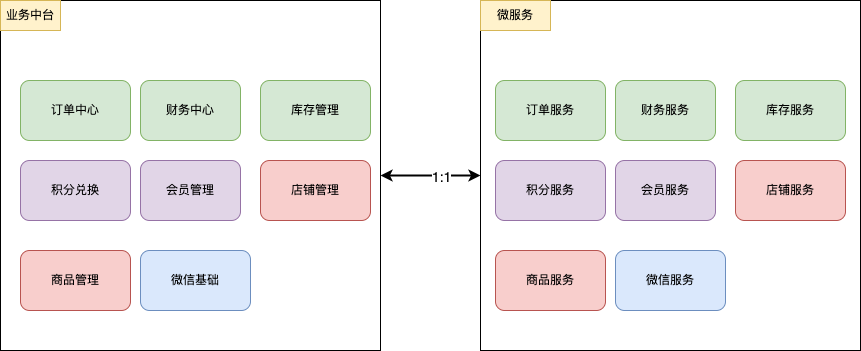 业务中台
微服务
订单中心
财务中心
库存管理
订单服务
财务服务
库存服务
积分兑换
会员管理
店铺管理
1:1
积分服务
会员服务
店铺服务
商品管理
微信基础
商品服务
微信服务